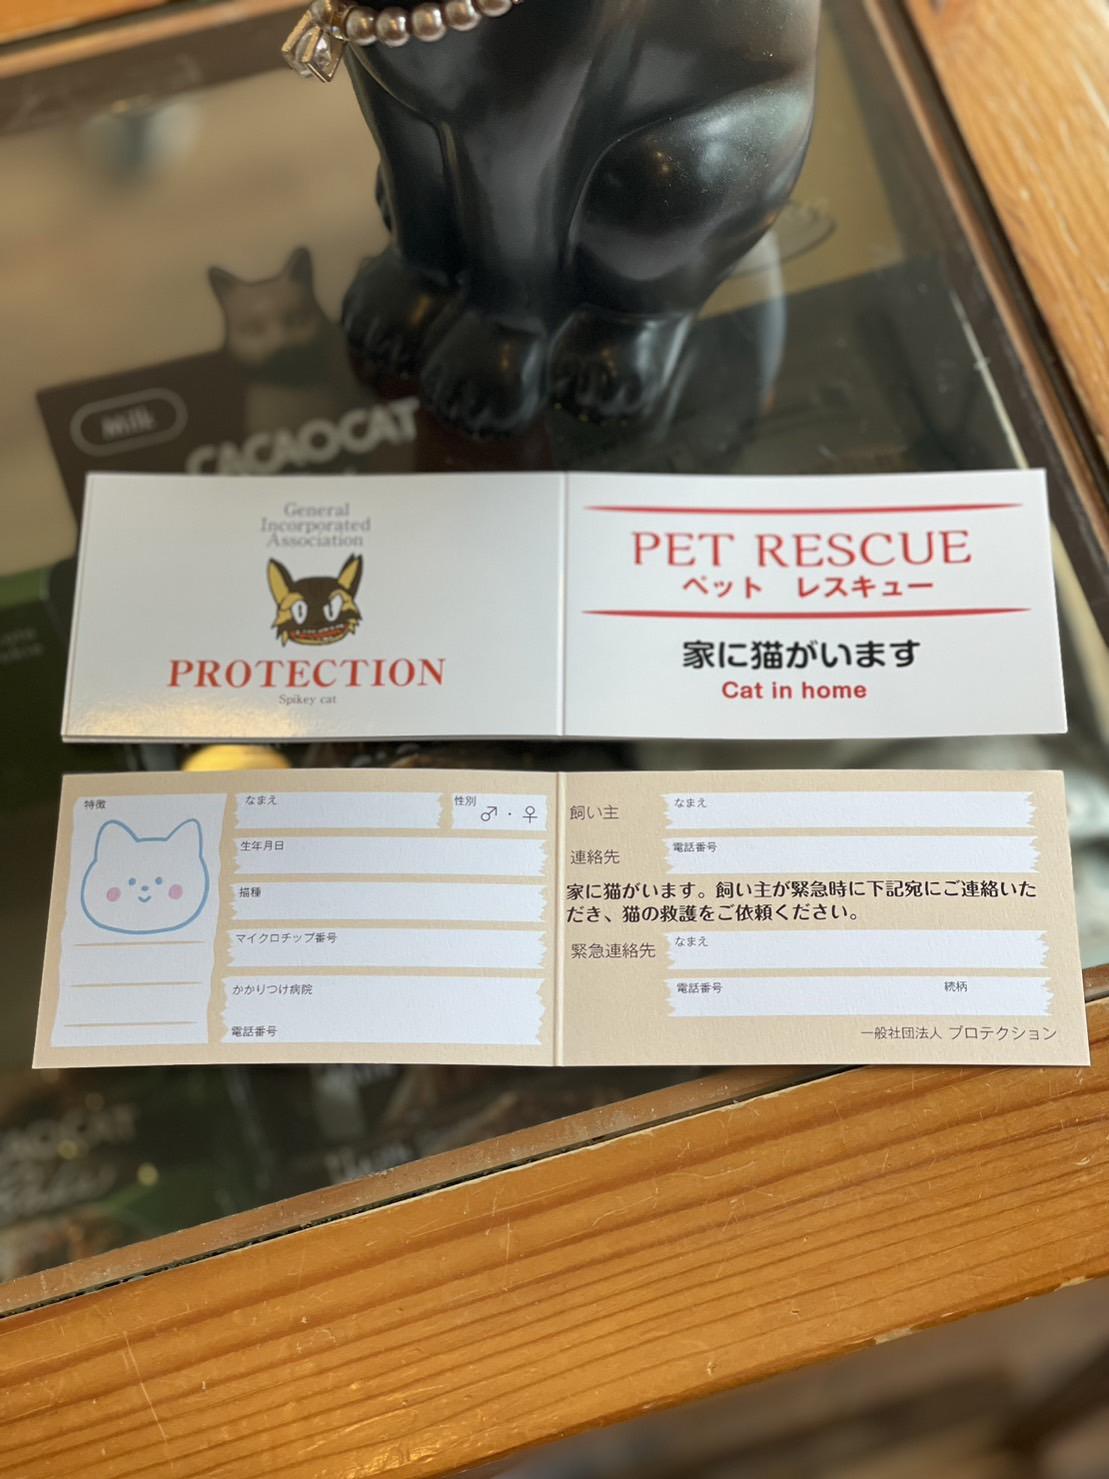 Milk
CACAOCAT
General
Incorporated
Association
PROTECTION
Spikey cat
PET RESCUE
ペット レスキュー
家に猫がいます
Cat in home
特徴
なまえ
性別
♂・♀
生年月日
描種
マイクロチップ番号
かかりつけ病院
電話番号
飼い主
なまえ
連絡先
電話番号
家に猫がいます。飼い主が緊急時に下記宛にご連絡いた
だき、猫の救護をご依頼ください。
緊急連絡先
なまえ
電話番号
続柄
一般社団法人 プロテクション
CACAOCAT